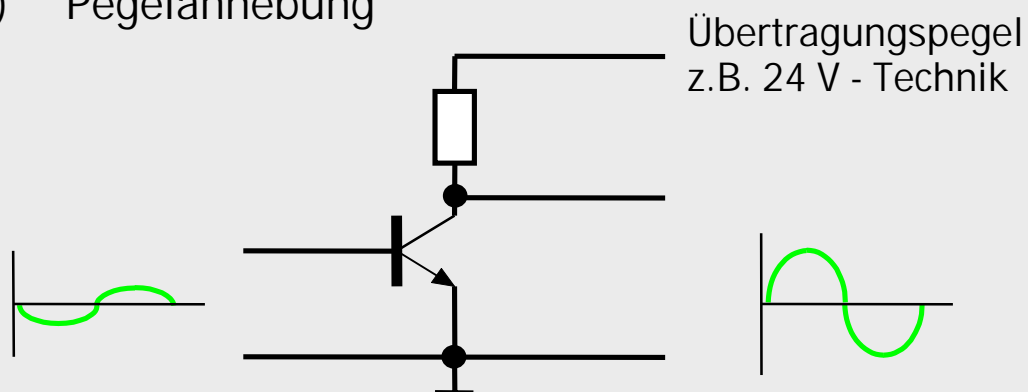 ) Pegelanhebung
Übertragungspegel
z.B. 24 V - Technik